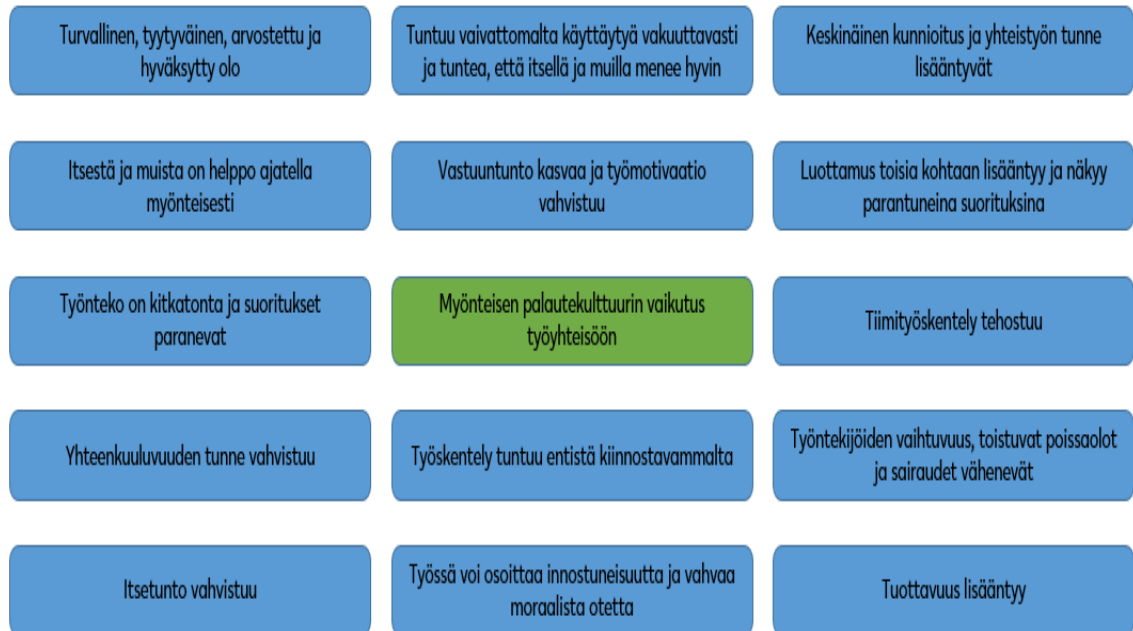 Turvallinen, tyytyväinen, arvostettu ja
hyväksytty olo
Tuntuu vaivattomalta käyttäytyä vakuuttavasti
ja tuntea, että itsellä ja muilla menee hyvin
Keskinäinen kunnioitus ja yhteistyön tunne
lisääntyvät
Itsestä ja muista on helppo ajatella
myönteisesti
Vastuuntunto kasvaa ja työmotivaatio
vahvistuu
Luottamus toisia kohtaan lisääntyy ja näkyy
parantuneina suorituksina
Työnteko on kitkatonta ja suoritukset
paranevat
Myönteisen palautekulttuurin vaikutus
työyhteisöön
Tiimityöskentely tehostuu
Yhteenkuuluvuuden tunne vahvistuu
Työskentely tuntuu entistä kiinnostavammalta
Työntekijöiden vaihtuvuus, toistuvat poissaolot
ja sairaudet vähenevät
Itsetunto vahvistuu
Työssä voi osoittaa innostuneisuutta ja vahvaa
moraalista otetta
Tuottavuus lisääntyy